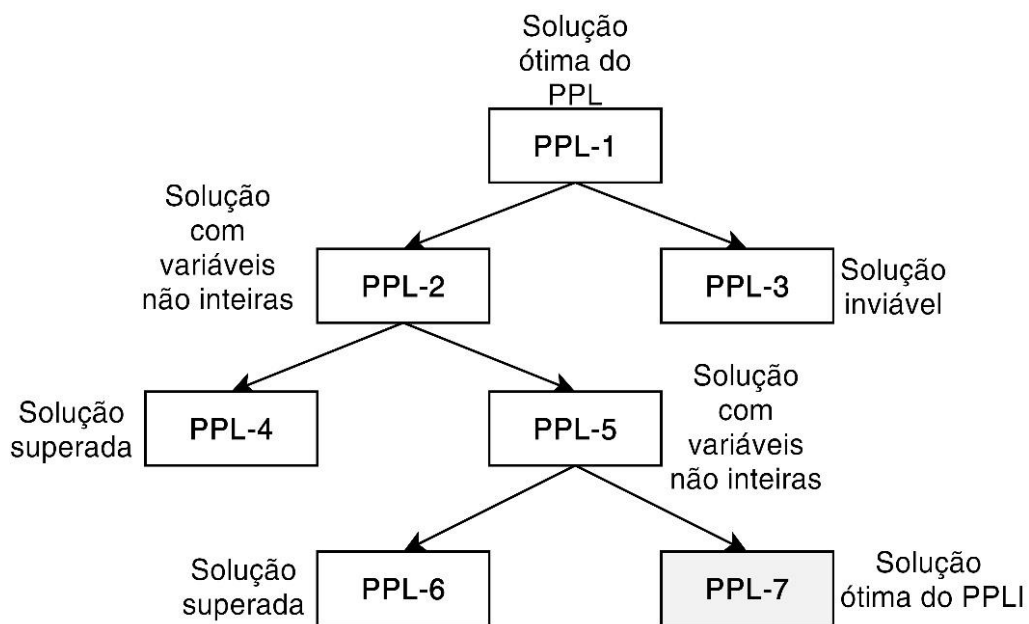 Solução
ótima do
PPL
PPL-1
Solução
com
variáveis
não inteiras
PPL-2
PPL-3
Solução
inviável
Solução
superada
PPL-4
PPL-5
Solução
com
variáveis
não inteiras
Solução
superada
PPL-6
PPL-7
Solução
ótima do PPLI